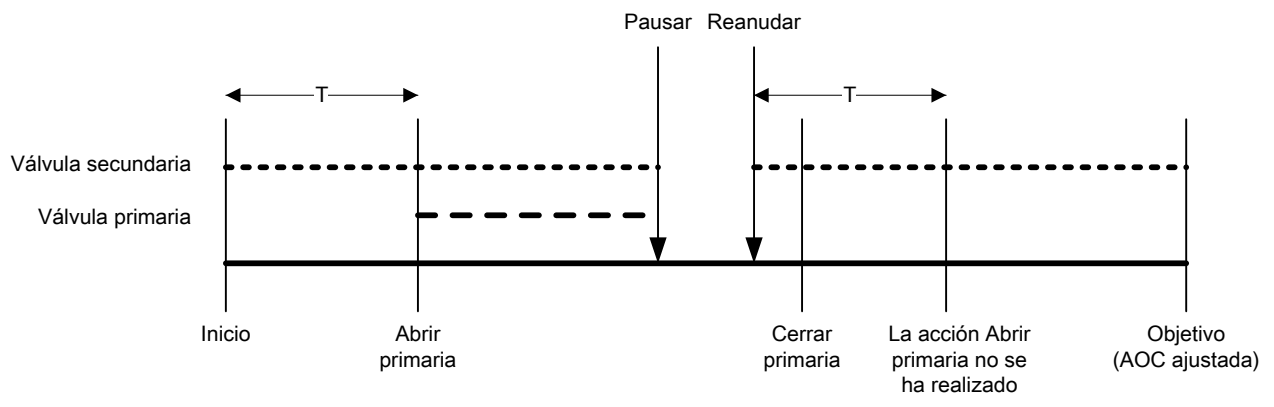 Pausar Reanudar
T T
Válvula secundaria
Válvula primaria
Inicio
Abrir
primaria
Cerrar
primaria
La acción Abrir
primaria no se
ha realizado
Objetivo
(AOC ajustada)